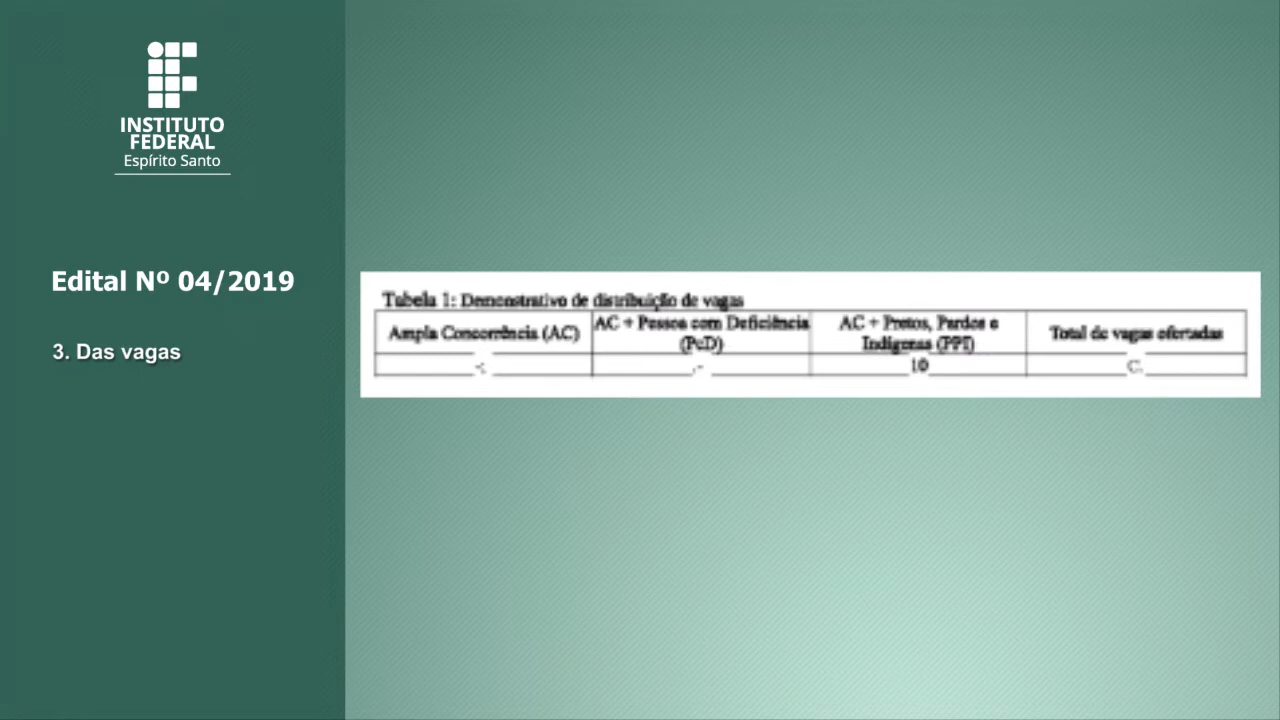 INSTITUTO
FEDERAL
Espírito Santo
Edital Nº 04/2019
3. Das vagas
Tabela 1: Demonstrativo de distribuição de vagas
Ampla Concorrência (AC)
AC + Pessoa com Deficiência
(PcD)
AC + Pretos, Pardos e
Indígenas (PPI)
Total de vagas ofertadas
10